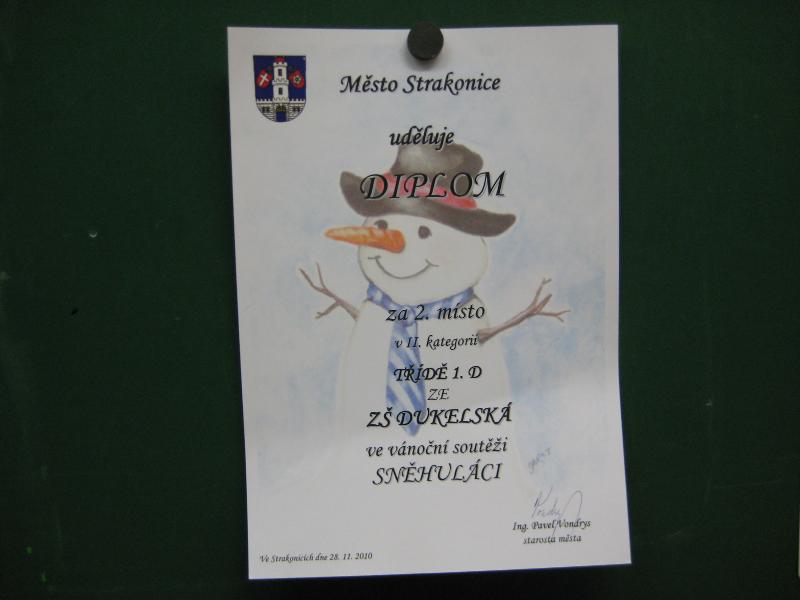 Město Strakonice
uděluje
DIPLOM
za 2. místo
v II. kategorii
TŘÍDĚ 1. D
ZE
ZŠ DUKELSKÁ
ve vánoční soutěži
SNĚHULÁCI
Ing. Pavel Vondrys
starosta města
Ve Strakonicích dne 28. 11. 2010